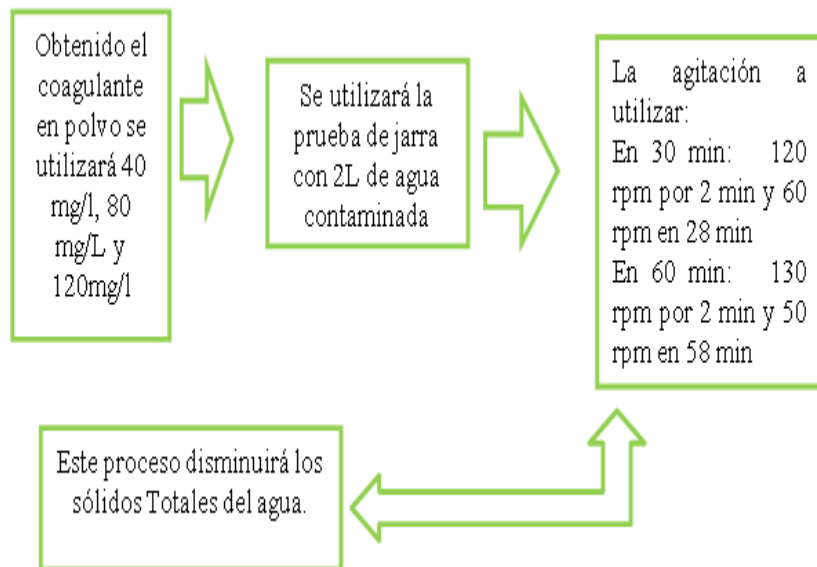 Obtenido el
coagulante
en polvo se
utilizará 40
mg/l, 80
mg/L y
120mg/l
Se utilizará la
prueba de jarra
con 2L de agua
contaminada
La agitación a
utilizar:
En 30 min: 120
rpm por 2 min y 60
rpm en 28 min
En 60 min: 130
rpm por 2 min y 50
rpm en 58 min
Este proceso disminuirá los
sólidos Totales del agua.